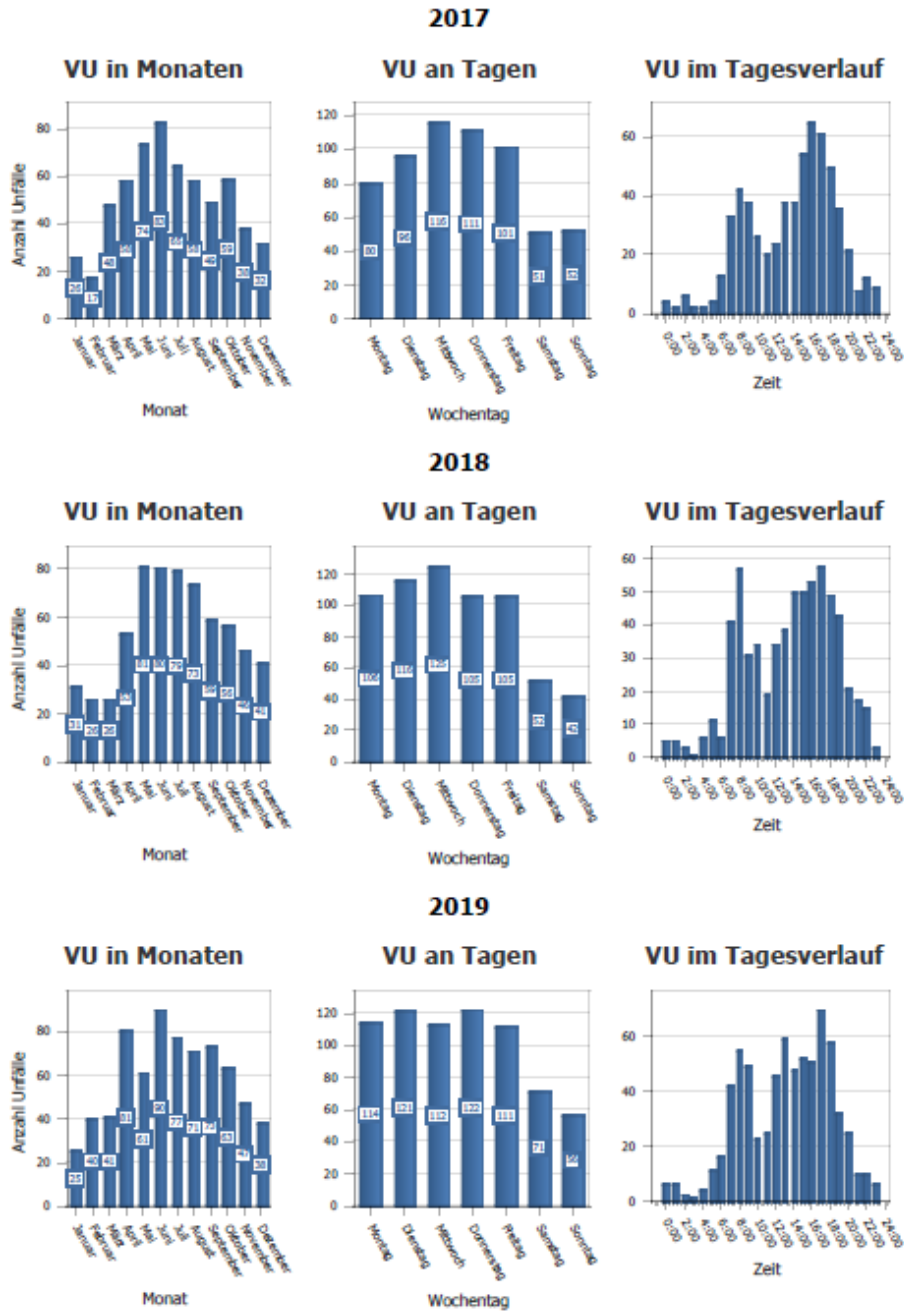 2017
VU in Monaten
Anzahl Unfälle
80
60
40
20
0
26
17
48
58
74
83
65
58
49
59
38
32
Januar
Februar
März
April
Mai
Juni
Juli
August
September
Oktober
November
Dezember
Monat
VU an Tagen
120
100
80
60
40
20
0
80
96
116
111
101
51
52
Montag
Dienstag
Mittwoch
Donnerstag
Freitag
Samstag
Sonntag
Wochentag
VU im Tagesverlauf
60
40
20
0
0:00
2:00
4:00
6:00
8:00
10:00
12:00
14:00
16:00
18:00
20:00
22:00
24:00
Zeit
2018
VU in Monaten
Anzahl Unfälle
80
60
40
20
0
31
26
26
53
81
80
79
73
59
56
46
41
Januar
Februar
März
April
Mai
Juni
Juli
August
September
Oktober
November
Dezember
Monat
VU an Tagen
120
100
80
60
40
20
0
106
116
125
105
105
52
42
Montag
Dienstag
Mittwoch
Donnerstag
Freitag
Samstag
Sonntag
Wochentag
VU im Tagesverlauf
60
50
40
30
20
10
0
0:00
2:00
4:00
6:00
8:00
10:00
12:00
14:00
16:00
18:00
20:00
22:00
24:00
Zeit
2019
VU in Monaten
Anzahl Unfälle
80
60
40
20
0
25
40
41
81
61
90
77
71
73
63
47
38
Januar
Februar
März
April
Mai
Juni
Juli
August
September
Oktober
November
Dezember
Monat
VU an Tagen
120
100
80
60
40
20
0
114
121
112
122
111
71
56
Montag
Dienstag
Mittwoch
Donnerstag
Freitag
Samstag
Sonntag
Wochentag
VU im Tagesverlauf
60
40
20
0
0:00
2:00
4:00
6:00
8:00
10:00
12:00
14:00
16:00
18:00
20:00
22:00
24:00
Zeit